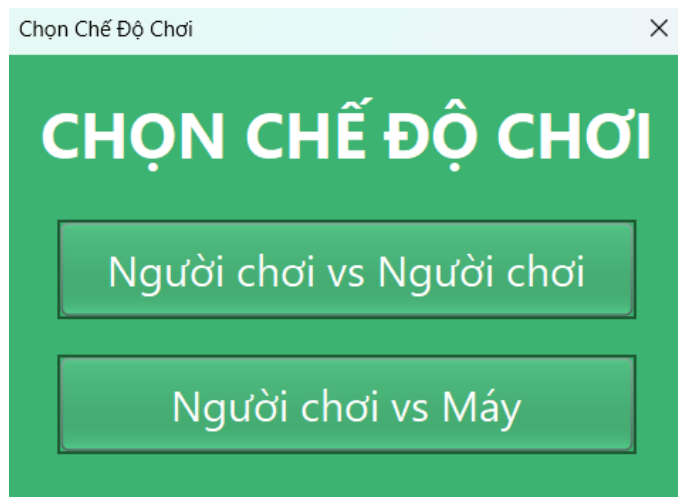 Chọn Chế Độ Chơi
CHỌN CHẾ ĐỘ CHƠI
Người chơi vs Người chơi
Người chơi vs Máy